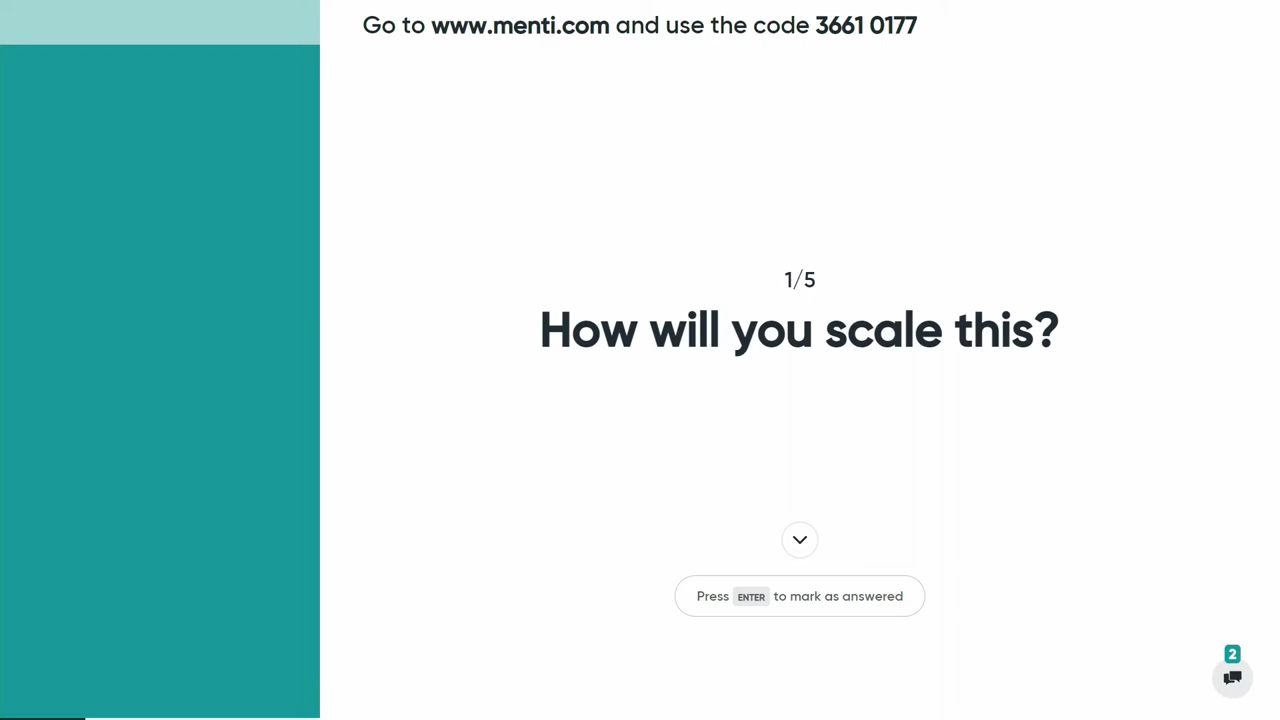 Go to www.menti.com and use the code 3661 0177
1/5
How will you scale this?
Press ENTER to mark as answered
2